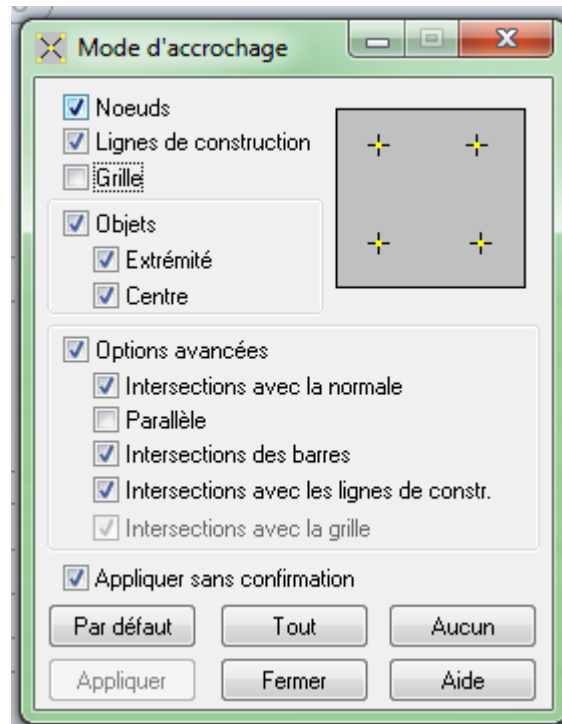 Mode d'accrochage
Noeuds
Lignes de construction
Grille
Objets
Extrémité
Centre
Options avancées
Intersections avec la normale
Parallèle
Intersections des barres
Intersections avec les lignes de constr.
Intersections avec la grille
Appliquer sans confirmation
Par défaut Tout Aucun
Appliquer Fermer Aide